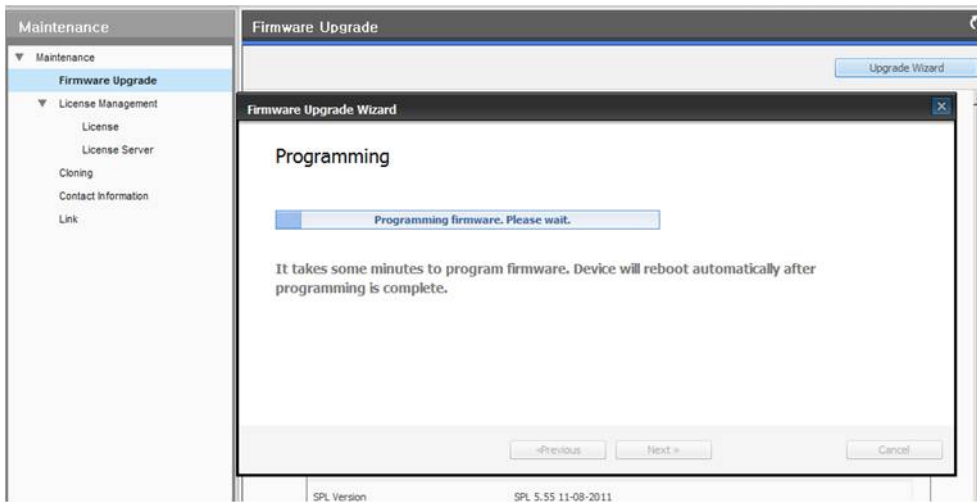 Maintenance
Firmware Upgrade
Maintenance
Firmware Upgrade
License Management
License
License Server
Cloning
Contact Information
Link
Upgrade Wizard
Firmware Upgrade Wizard
Programming
Programming firmware. Please wait.
It takes some minutes to program firmware. Device will reboot automatically after
programming is complete.
«Previous
Next »
Cancel
SPL Version
SPL 5.55 11-08-2011